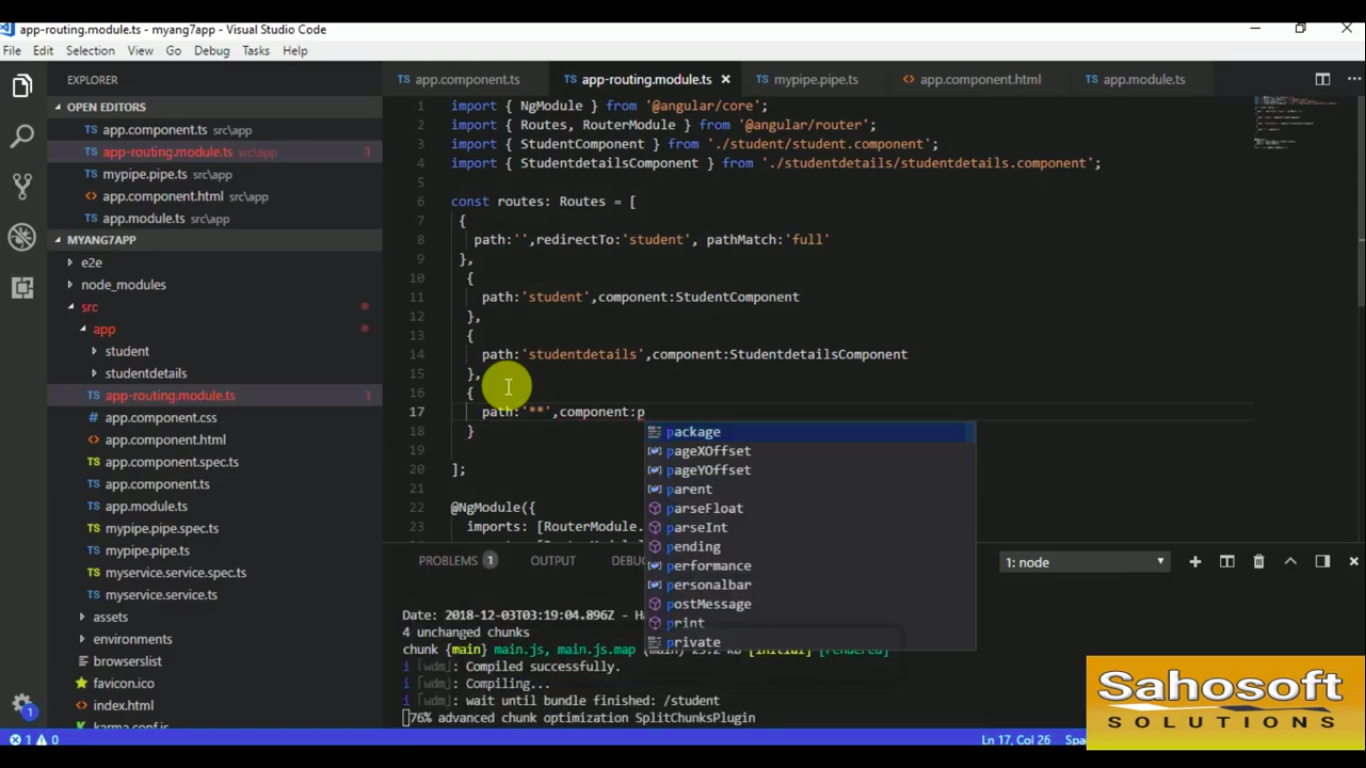 app-routing.module.ts - myang7app - Visual Studio Code
File Edit Selection View Go Debug Tasks Help
EXPLORER
OPEN EDITORS
TS app.component.ts src\app
TS app-routing.module.ts src\app 1
TS mypipe.pipe.ts src\app
<> app.component.html src\app
TS app.module.ts src\app
MYANG7APP
e2e
node_modules
src
app
student
studentdetails
TS app-routing.module.ts 1
# app.component.css
<> app.component.html
TS app.component.spec.ts
TS app.component.ts
TS app.module.ts
TS mypipe.pipe.spec.ts
TS mypipe.pipe.ts
TS myservice.service.spec.ts
TS myservice.service.ts
assets
environments
browserslist
favicon.ico
<> index.html
karma.conf.js
TS app.component.ts TS app-routing.module.ts TS mypipe.pipe.ts <> app.component.html TS app.module.ts
1 import { NgModule } from '@angular/core';
2 import { Routes, RouterModule } from '@angular/router';
3 import { StudentComponent } from './student/student.component';
4 import { StudentdetailsComponent } from './studentdetails/studentdetails.component';
5
6 const routes: Routes = [
7 {
8 path:'',redirectTo:'student', pathMatch:'full'
9 },
10 {
11 path:'student',component:StudentComponent
12 },
13 {
14 path:'studentdetails',component:StudentdetailsComponent
15 },
16 {
17 path:'**',component:p
18 }
19
20 ];
21
22 @NgModule({
23 imports: [RouterModule.
package
pageXOffset
pageYOffset
parent
parseFloat
parseInt
pending
performance
personalbar
postMessage
print
private
PROBLEMS 1 OUTPUT DEBU 1: node
Date: 2018-12-03T03:19:04.896Z - Ha
4 unchanged chunks
chunk {main} main.js, main.js.map (main) 25.2 kB [initial] [rendered]
i ｢wdm｣: Compiled successfully.
i ｢wdm｣: Compiling...
i ｢wdm｣: wait until bundle finished: /student
76% advanced chunk optimization SplitChunksPlugin
1
1 0 Ln 17, Col 26 Spa
Sahosoft
SOLUTIONS